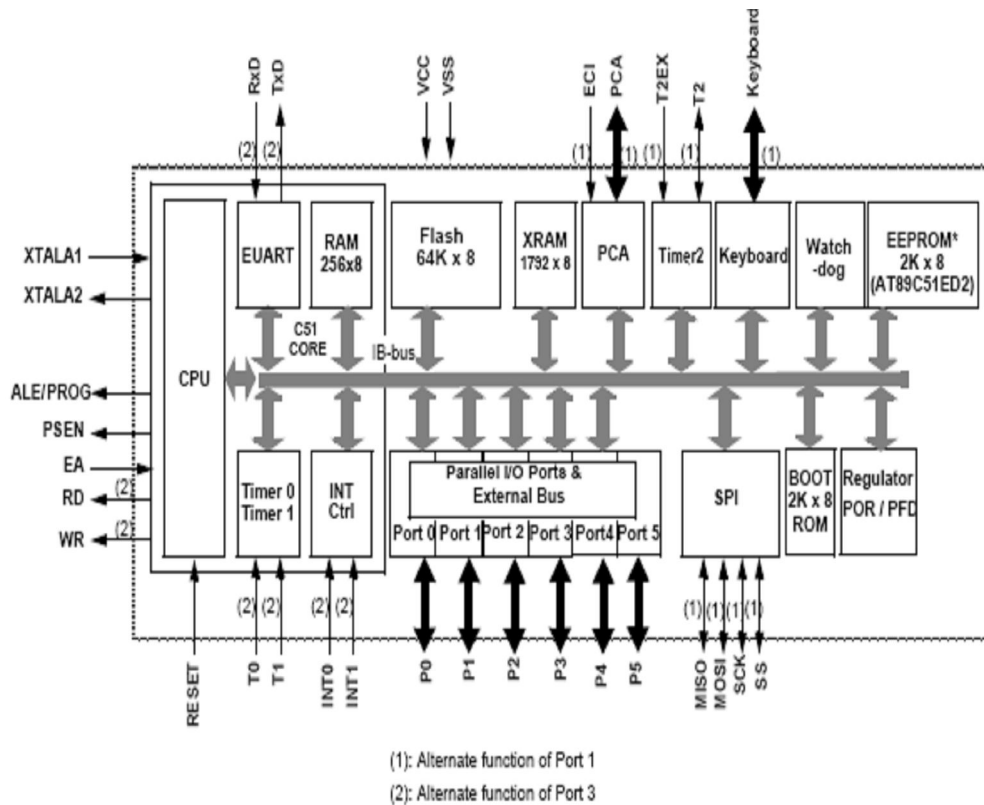 RxD
TxD
VCC
VSS
ECI
PCA
T2EX
T2
Keyboard
(2)
(2)
(1)
(1)
(1)
(1)
(1)
XTALA1
XTALA2
ALE/PROG
PSEN
EA
RD
(2)
WR
(2)
CPU
EUART
RAM
256x8
C51
CORE
IB-bus
Flash
64K x 8
XRAM
1792 x 8
PCA
Timer2
Keyboard
Watch
-dog
EEPROM*
2K x 8
(AT89C51ED2)
Timer 0
Timer 1
INT
Ctrl
Parallel I/O Ports &
External Bus
Port 0
Port 1
Port 2
Port 3
Port4
Port 5
SPI
BOOT
2K x 8
ROM
Regulator
POR / PFD
(2)
(2)
(2)
(2)
(1)
(1)
(1)
(1)
RESET
T0
T1
INT0
INT1
P0
P1
P2
P3
P4
P5
MISO
MOSI
SCK
SS
(1): Alternate function of Port 1
(2): Alternate function of Port 3